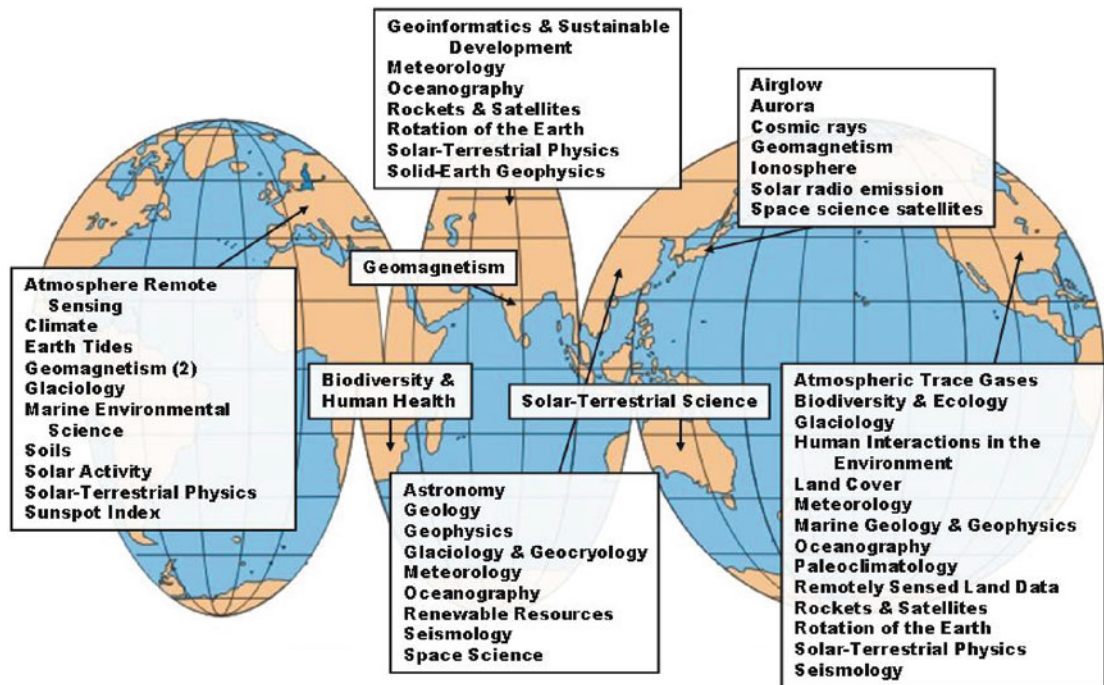 Geoinformatics & Sustainable
Development
Meteorology
Oceanography
Rockets & Satellites
Rotation of the Earth
Solar-Terrestrial Physics
Solid-Earth Geophysics
Airglow
Aurora
Cosmic rays
Geomagnetism
Ionosphere
Solar radio emission
Space science satellites
Geomagnetism
Atmosphere Remote
Sensing
Climate
Earth Tides
Geomagnetism (2)
Glaciology
Marine Environmental
Science
Soils
Solar Activity
Solar-Terrestrial Physics
Sunspot Index
Biodiversity &
Human Health
Solar-Terrestrial Science
Astronomy
Geology
Geophysics
Glaciology & Geocryology
Meteorology
Oceanography
Renewable Resources
Seismology
Space Science
Atmospheric Trace Gases
Biodiversity & Ecology
Glaciology
Human Interactions in the
Environment
Land Cover
Meteorology
Marine Geology & Geophysics
Oceanography
Paleoclimatology
Remotely Sensed Land Data
Rockets & Satellites
Rotation of the Earth
Solar-Terrestrial Physics
Seismology